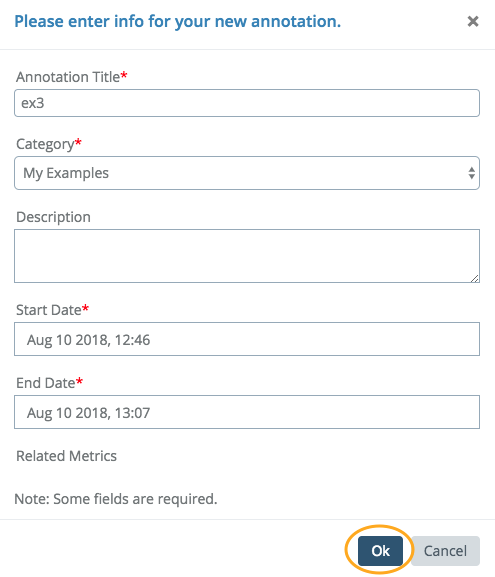 Please enter info for your new annotation. ×
Annotation Title*
ex3
Category*
My Examples
Description
Start Date*
Aug 10 2018, 12:46
End Date*
Aug 10 2018, 13:07
Related Metrics
Note: Some fields are required.
Ok Cancel